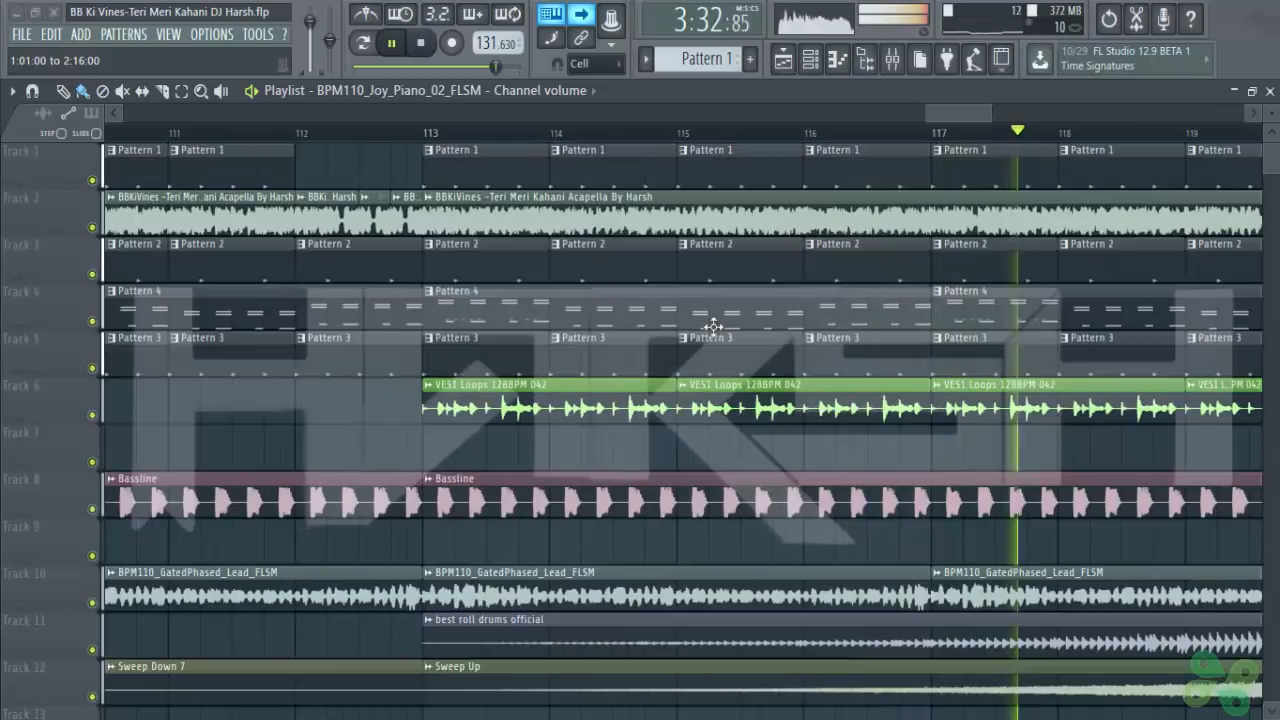 BB Ki Vines-Teri Meri Kahani DJ Harsh.flp
FILE EDIT ADD PATTERNS VIEW OPTIONS TOOLS ?
1:01:00 to 2:16:00
3.2
131.630
Cell
3:32:85
M:S:CS
Pattern 1
12 372 MB
10
10/29 FL Studio 12.9 BETA 1
Time Signatures
Playlist - BPM110_Joy_Piano_02_FLSM - Channel volume
STEP SLIDE
111 112 113 114 115 116 117 118 119
Track 1 Pattern 1 Pattern 1 Pattern 1 Pattern 1 Pattern 1 Pattern 1 Pattern 1 Pattern 1 Pattern 1
Track 2 BBKiVines -Teri Mer..ani Acapella By Harsh BBKi..Harsh BB.. BBKiVines -Teri Meri Kahani Acapella By Harsh
Track 3 Pattern 2 Pattern 2 Pattern 2 Pattern 2 Pattern 2 Pattern 2 Pattern 2 Pattern 2 Pattern 2 Pattern 2
Track 4 Pattern 4 Pattern 4 Pattern 4
Track 5 Pattern 3 Pattern 3 Pattern 3 Pattern 3 Pattern 3 Pattern 3 Pattern 3 Pattern 3 Pattern 3 Pattern 3
Track 6 VES1 Loops 128BPM 042 VES1 Loops 128BPM 042 VES1 Loops 128BPM 042 VES1 L..PM 042
Track 7
Track 8 Bassline Bassline
Track 9
Track 10 BPM110_GatedPhased_Lead_FLSM BPM110_GatedPhased_Lead_FLSM BPM110_GatedPhased_Lead_FLSM
Track 11 best roll drums official
Track 12 Sweep Down 7 Sweep Up
Track 13